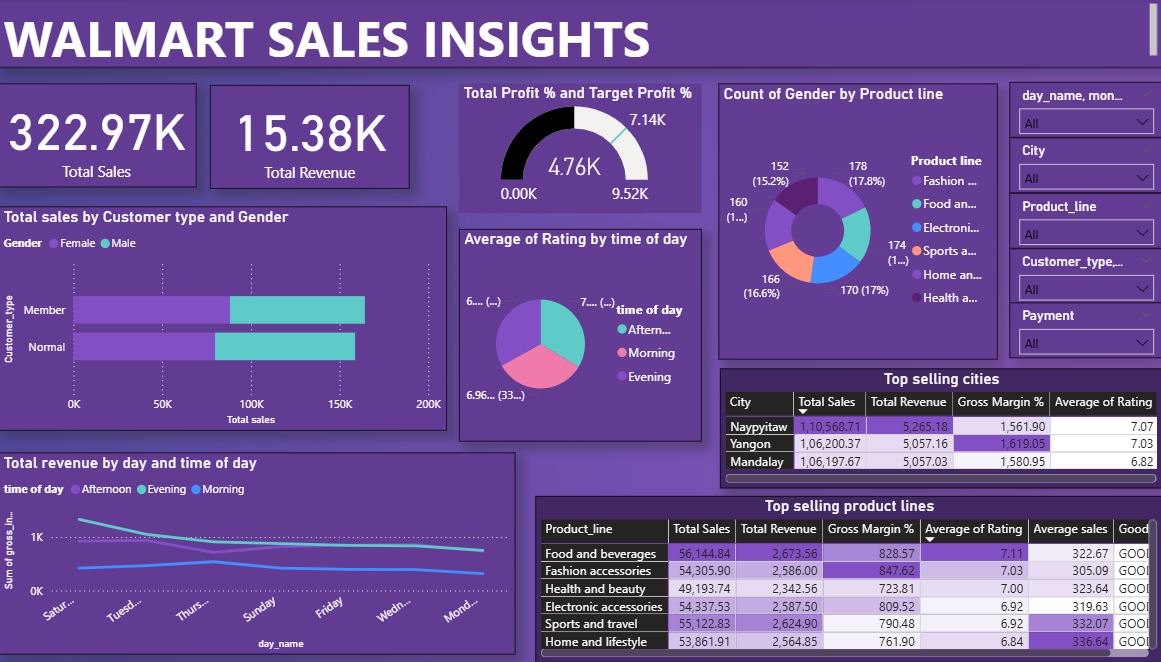 WALMART SALES INSIGHTS
322.97K
Total Sales
15.38K
Total Revenue
Total Profit % and Target Profit %
7.14K
4.76K
0.00K
9.52K
Count of Gender by Product line
152
(15.2%)
178
(17.8%)
160
(1...)
174
(1...)
166
(16.6%)
170 (17%)
Product line
Fashion ...
Food an...
Electroni...
Sports a...
Home an...
Health a...
day_name, mon...
All
City
All
Product_line
All
Customer_type,...
All
Payment
All
Total sales by Customer type and Gender
Gender Female Male
Customer_type
Member
Normal
0K 50K 100K 150K 200K
Total sales
Average of Rating by time of day
6.... (...)
7.... (...)
6.96... (33...)
time of day
Aftern...
Morning
Evening
Top selling cities
City Total Sales Total Revenue Gross Margin % Average of Rating
Naypyitaw 1,10,568.71 5,265.18 1,561.90 7.07
Yangon 1,06,200.37 5,057.16 1,619.05 7.03
Mandalay 1,06,197.67 5,057.03 1,580.95 6.82
Total revenue by day and time of day
time of day Afternoon Evening Morning
Sum of gross_in...
1K
0K
Satur... Tuesd... Thurs... Sunday Friday Wedn... Mond...
day_name
Top selling product lines
Product_line Total Sales Total Revenue Gross Margin % Average of Rating Average sales Good
Food and beverages 56,144.84 2,673.56 828.57 7.11 322.67 GOOD
Fashion accessories 54,305.90 2,586.00 847.62 7.03 305.09 GOOD
Health and beauty 49,193.74 2,342.56 723.81 7.00 323.64 GOOD
Electronic accessories 54,337.53 2,587.50 809.52 6.92 319.63 GOOD
Sports and travel 55,122.83 2,624.90 790.48 6.92 332.07 GOOD
Home and lifestyle 53,861.91 2,564.85 761.90 6.84 336.64 GOOD